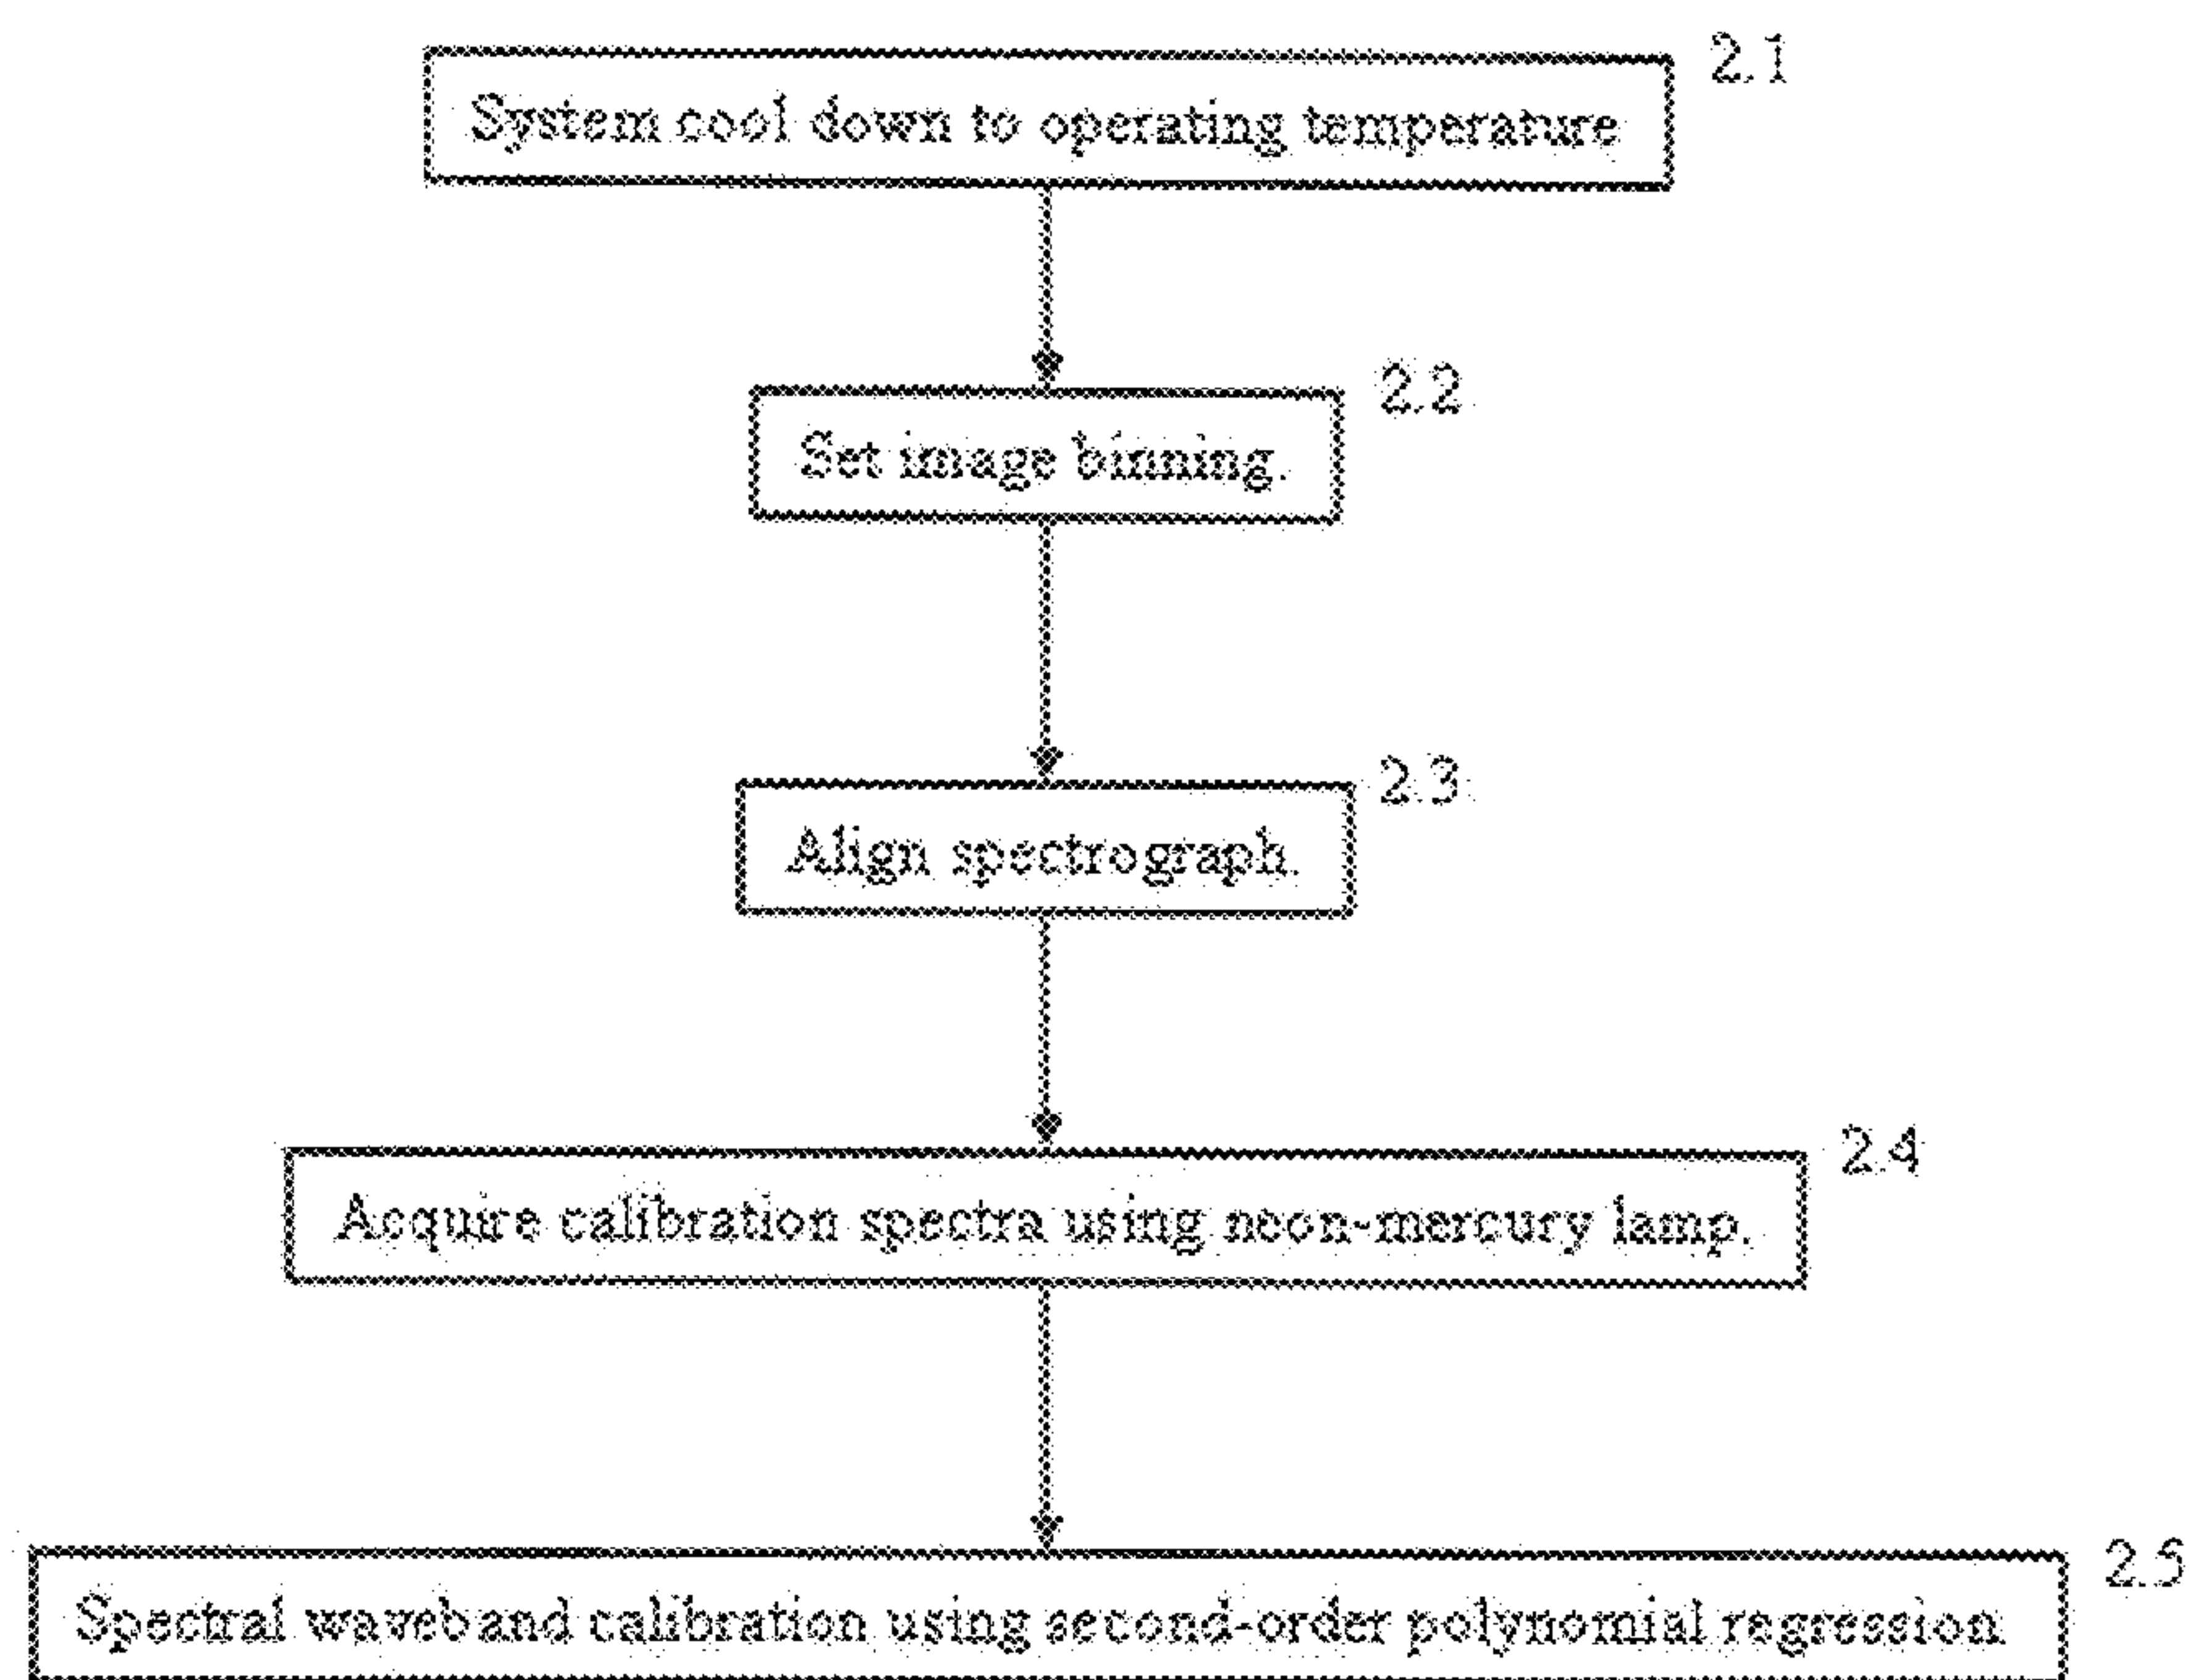 2.1
System cool down to operating temperature
2.2
Set image binning.
2.3
Align spectrograph.
2.4
Acquire calibration spectra using neon-mercury lamp.
2.5
Spectral waveband calibration using second-order polynomial regression